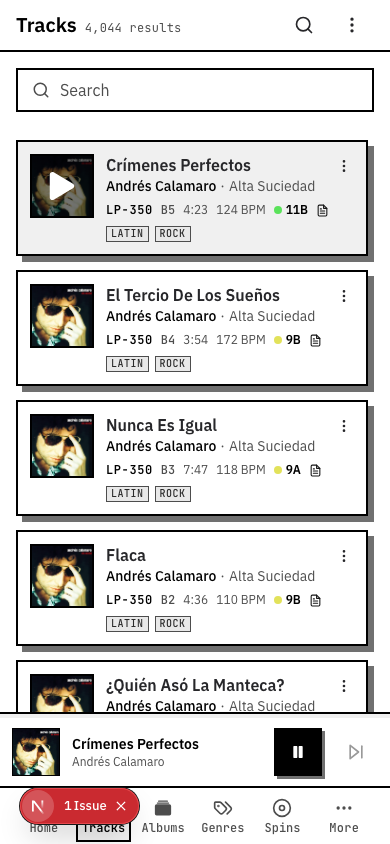 Tracks 4,044 results
Search
Crímenes Perfectos
Andrés Calamaro · Alta Suciedad
LP-350 B5 4:23 124 BPM 11B
LATIN ROCK
El Tercio De Los Sueños
Andrés Calamaro · Alta Suciedad
LP-350 B4 3:54 172 BPM 9B
LATIN ROCK
Nunca Es Igual
Andrés Calamaro · Alta Suciedad
LP-350 B3 7:47 118 BPM 9A
LATIN ROCK
Flaca
Andrés Calamaro · Alta Suciedad
LP-350 B2 4:36 110 BPM 9B
LATIN ROCK
¿Quién Asó La Manteca?
Andrés Calamaro · Alta Suciedad
Crímenes Perfectos
Andrés Calamaro
N 1 Issue
Home Tracks Albums Genres Spins More